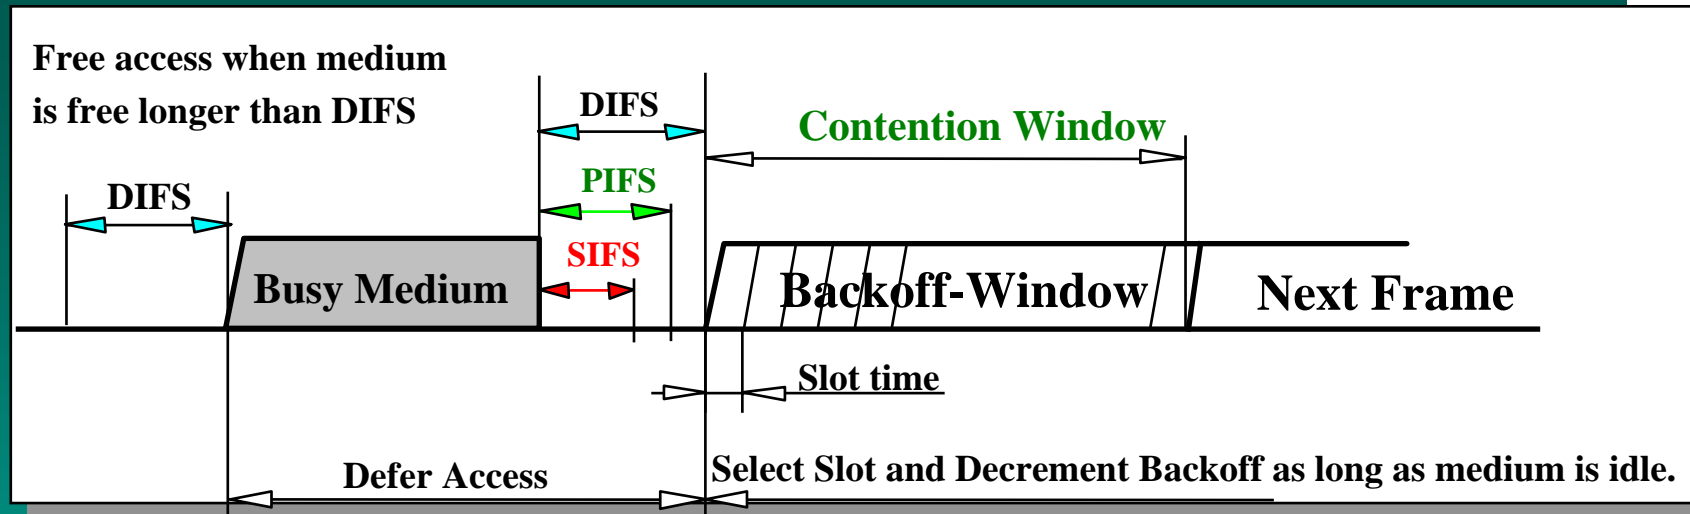 Free access when medium
is free longer than DIFS
DIFS
Contention Window
PIFS
DIFS
SIFS
Busy Medium
Backoff-Window
Next Frame
Slot time
Defer Access
Select Slot and Decrement Backoff as long as medium is idle.